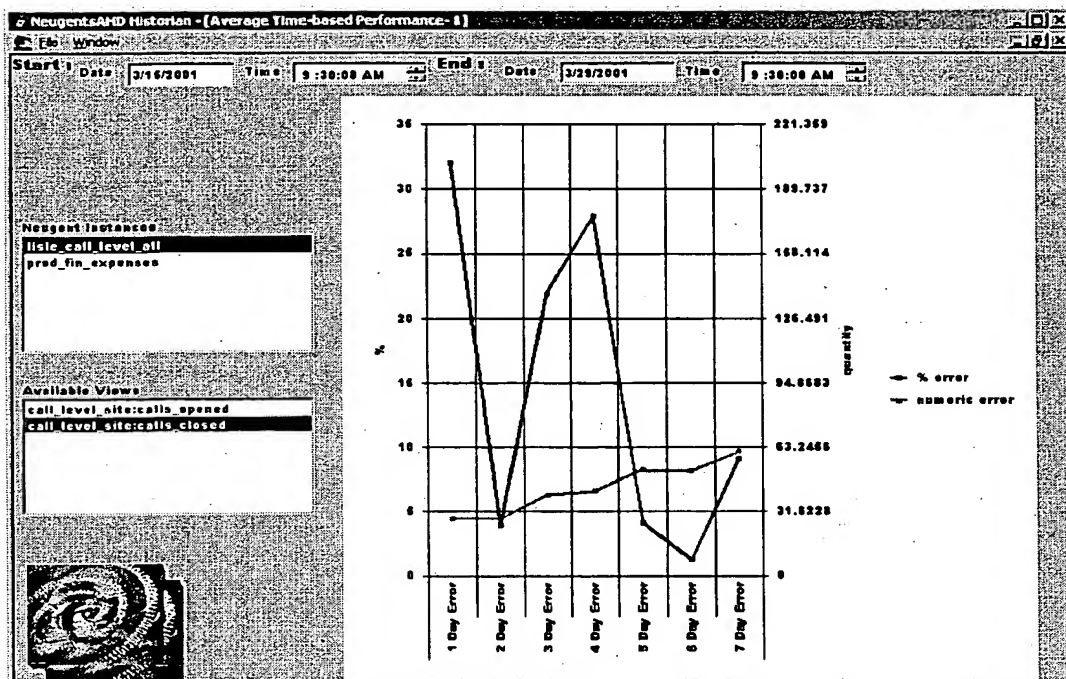 NeugentsAHD Historian - [Average Time-based Performance- 1]
File Window
Start: Date 3/15/2001 Time 9 :30:00 AM End: Date 3/29/2001 Time 9 :30:00 AM
Neugent Instances
lisle_call_level_all
pred_fin_expenses
Available Views
call_level_site:calls_opened
call_level_site:calls_closed
35
30
25
20
15
10
5
0
%
221.359
189.737
158.114
126.491
94.8683
63.2455
31.6228
0
quantity
% error
numeric error
1 Day Error
2 Day Error
3 Day Error
4 Day Error
5 Day Error
6 Day Error
7 Day Error